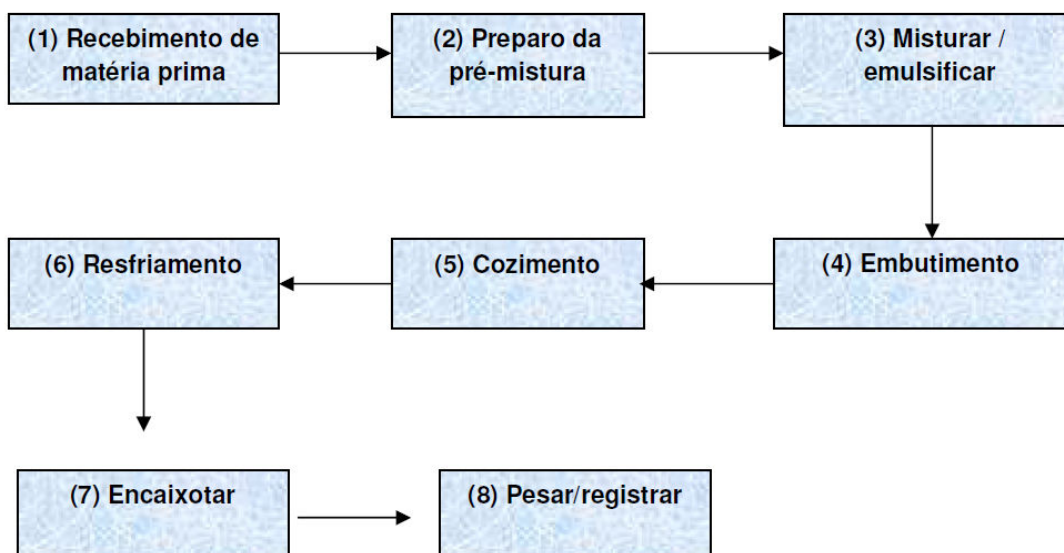 (1) Recebimento de
matéria prima
(2) Preparo da
pré-mistura
(3) Misturar /
emulsificar
(4) Embutimento
(5) Cozimento
(6) Resfriamento
(7) Encaixotar
(8) Pesar/registrar